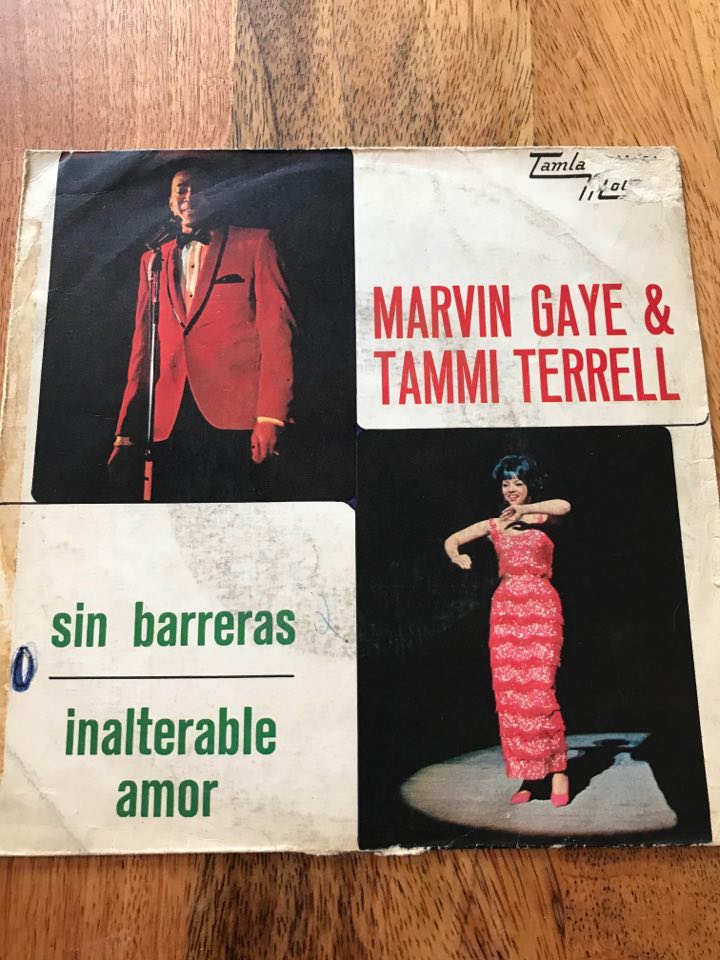 Tamla
MARVIN GAYE &
TAMMI TERRELL
sin barreras
inalterable
amor